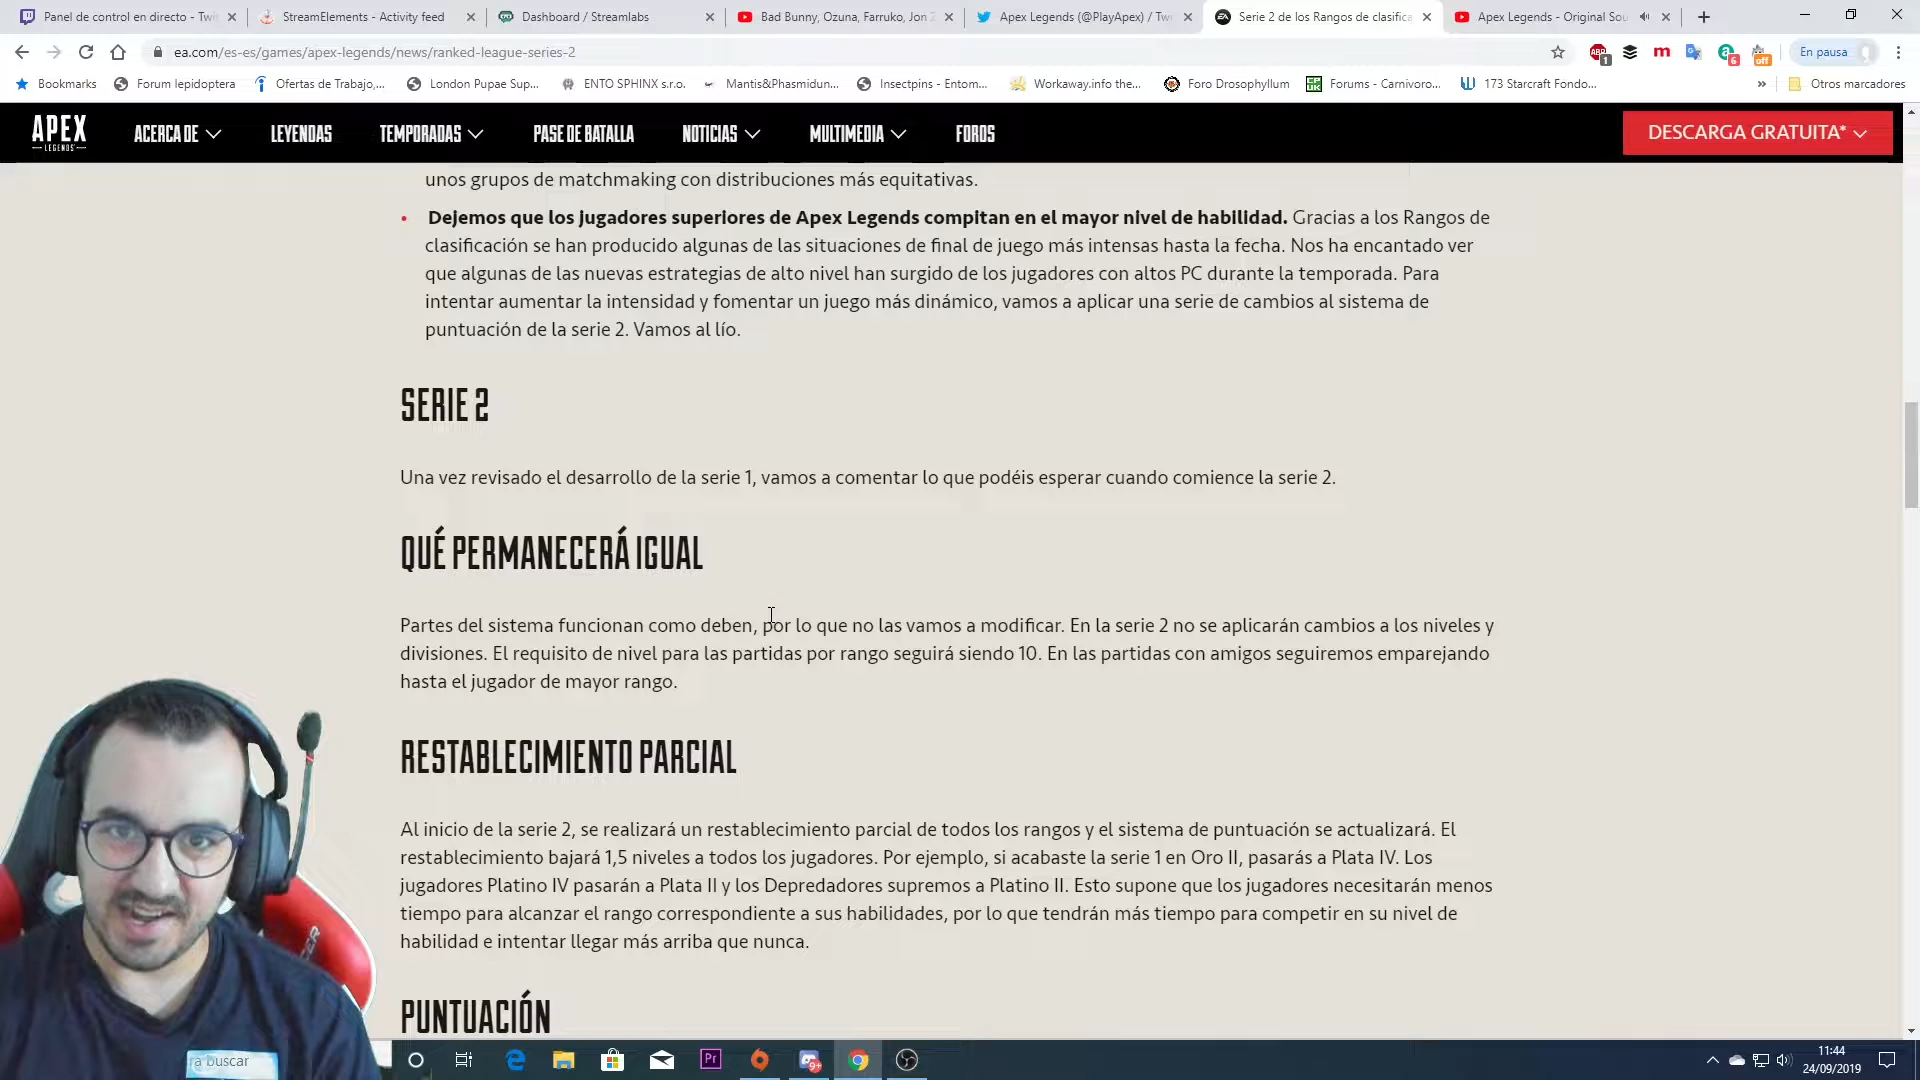 Panel de control en directo - Twi
StreamElements - Activity feed
Dashboard / Streamlabs
Bad Bunny, Ozuna, Farruko, Jon Z
Apex Legends (@PlayApex) / Tw
Serie 2 de los Rangos de clasifica
Apex Legends - Original Sou
ea.com/es-es/games/apex-legends/news/ranked-league-series-2
ABP
1
m
a
6
off
En pausa
Bookmarks
Forum lepidoptera
Ofertas de Trabajo,...
London Pupae Sup...
ENTO SPHINX s.r.o.
Mantis&Phasmidun...
Insectpins - Entom...
Workaway.info the...
Foro Drosophyllum
Forums - Carnivoro...
173 Starcraft Fondo...
»
Otros marcadores
APEX
LEGENDS
ACERCA DE
LEYENDAS
TEMPORADAS
PASE DE BATALLA
NOTICIAS
MULTIMEDIA
FOROS
DESCARGA GRATUITA*
unos grupos de matchmaking con distribuciones más equitativas.
• Dejemos que los jugadores superiores de Apex Legends compitan en el mayor nivel de habilidad. Gracias a los Rangos de
clasificación se han producido algunas de las situaciones de final de juego más intensas hasta la fecha. Nos ha encantado ver
que algunas de las nuevas estrategias de alto nivel han surgido de los jugadores con altos PC durante la temporada. Para
intentar aumentar la intensidad y fomentar un juego más dinámico, vamos a aplicar una serie de cambios al sistema de
puntuación de la serie 2. Vamos al lío.
SERIE 2
Una vez revisado el desarrollo de la serie 1, vamos a comentar lo que podéis esperar cuando comience la serie 2.
QUÉ PERMANECERÁ IGUAL
Partes del sistema funcionan como deben, por lo que no las vamos a modificar. En la serie 2 no se aplicarán cambios a los niveles y
divisiones. El requisito de nivel para las partidas por rango seguirá siendo 10. En las partidas con amigos seguiremos emparejando
hasta el jugador de mayor rango.
RESTABLECIMIENTO PARCIAL
Al inicio de la serie 2, se realizará un restablecimiento parcial de todos los rangos y el sistema de puntuación se actualizará. El
restablecimiento bajará 1,5 niveles a todos los jugadores. Por ejemplo, si acabaste la serie 1 en Oro II, pasarás a Plata IV. Los
jugadores Platino IV pasarán a Plata II y los Depredadores supremos a Platino II. Esto supone que los jugadores necesitarán menos
tiempo para alcanzar el rango correspondiente a sus habilidades, por lo que tendrán más tiempo para competir en su nivel de
habilidad e intentar llegar más arriba que nunca.
PUNTUACIÓN
a buscar
Pr
9+
11:44
24/09/2019